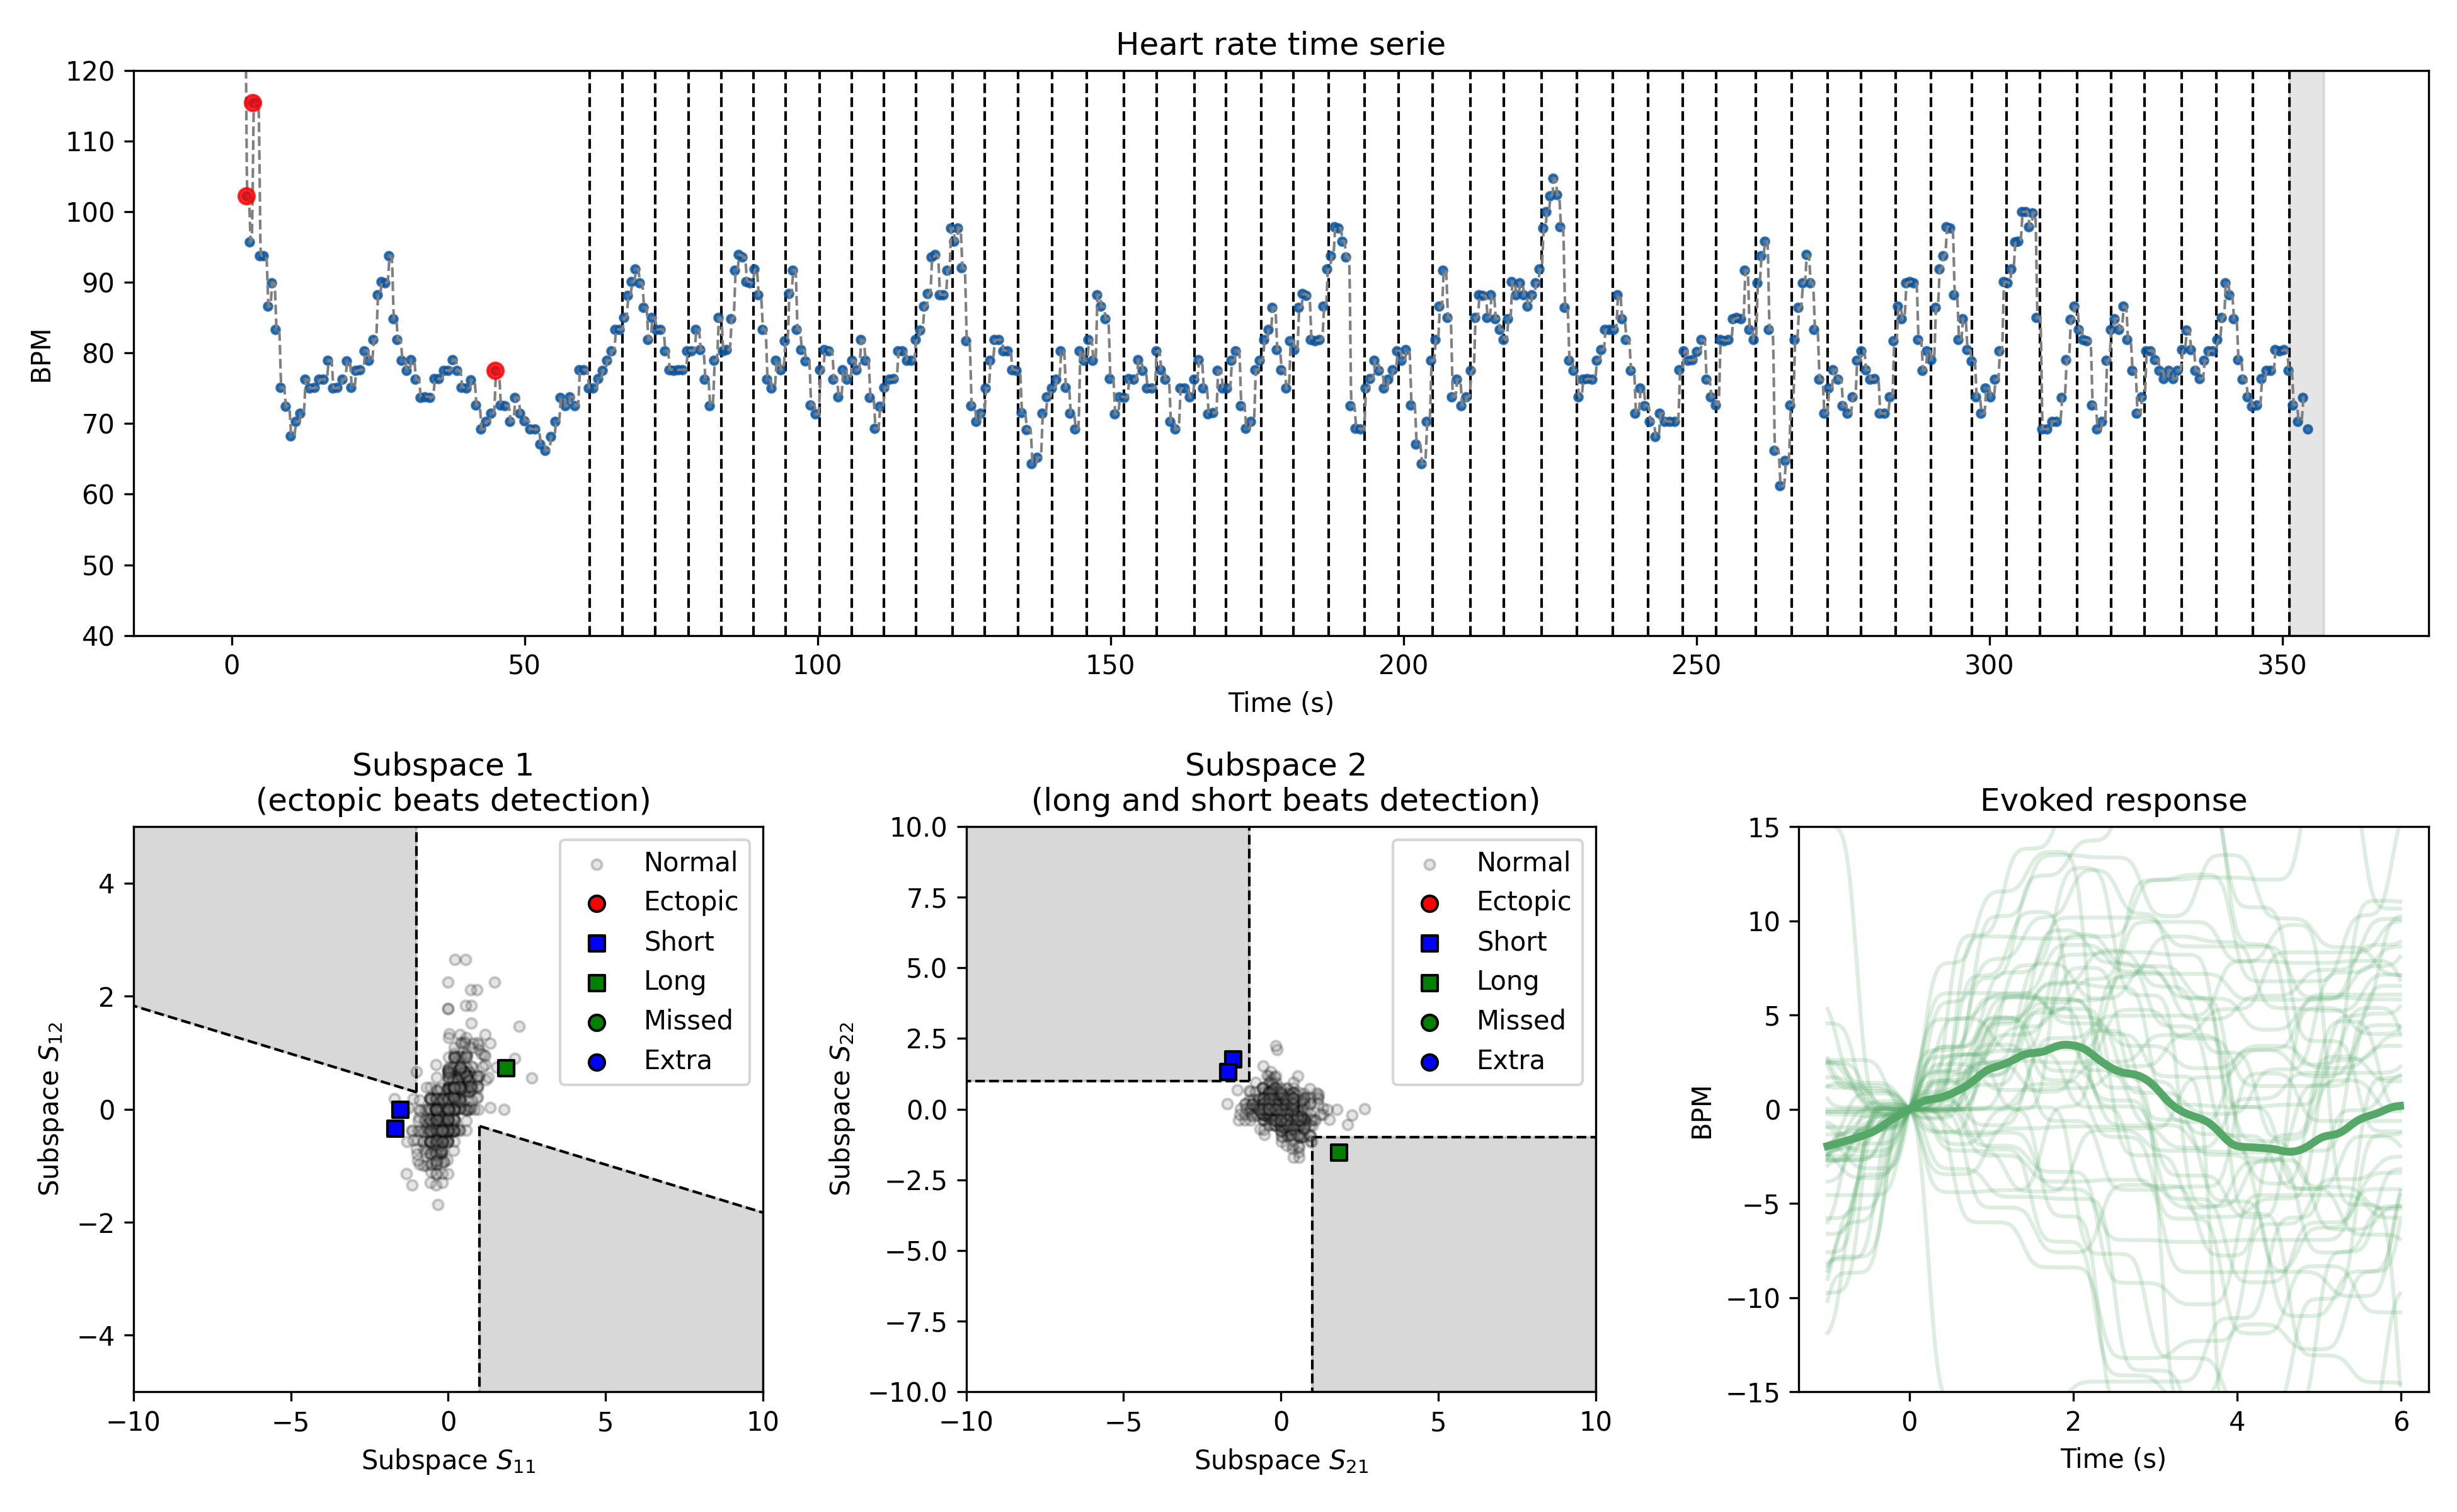 Heart rate time serie
120
110
100
90
80
70
60
50
40
BPM
0 50 100 150 200 250 300 350
Time (s)
Subspace 1
(ectopic beats detection)
4
2
0
−2
−4
Subspace S12
−10 −5 0 5 10
Subspace S11
Normal
Ectopic
Short
Long
Missed
Extra
Subspace 2
(long and short beats detection)
10.0
7.5
5.0
2.5
0.0
−2.5
−5.0
−7.5
−10.0
Subspace S22
−10 −5 0 5 10
Subspace S21
Normal
Ectopic
Short
Long
Missed
Extra
Evoked response
15
10
5
0
−5
−10
−15
BPM
0 2 4 6
Time (s)